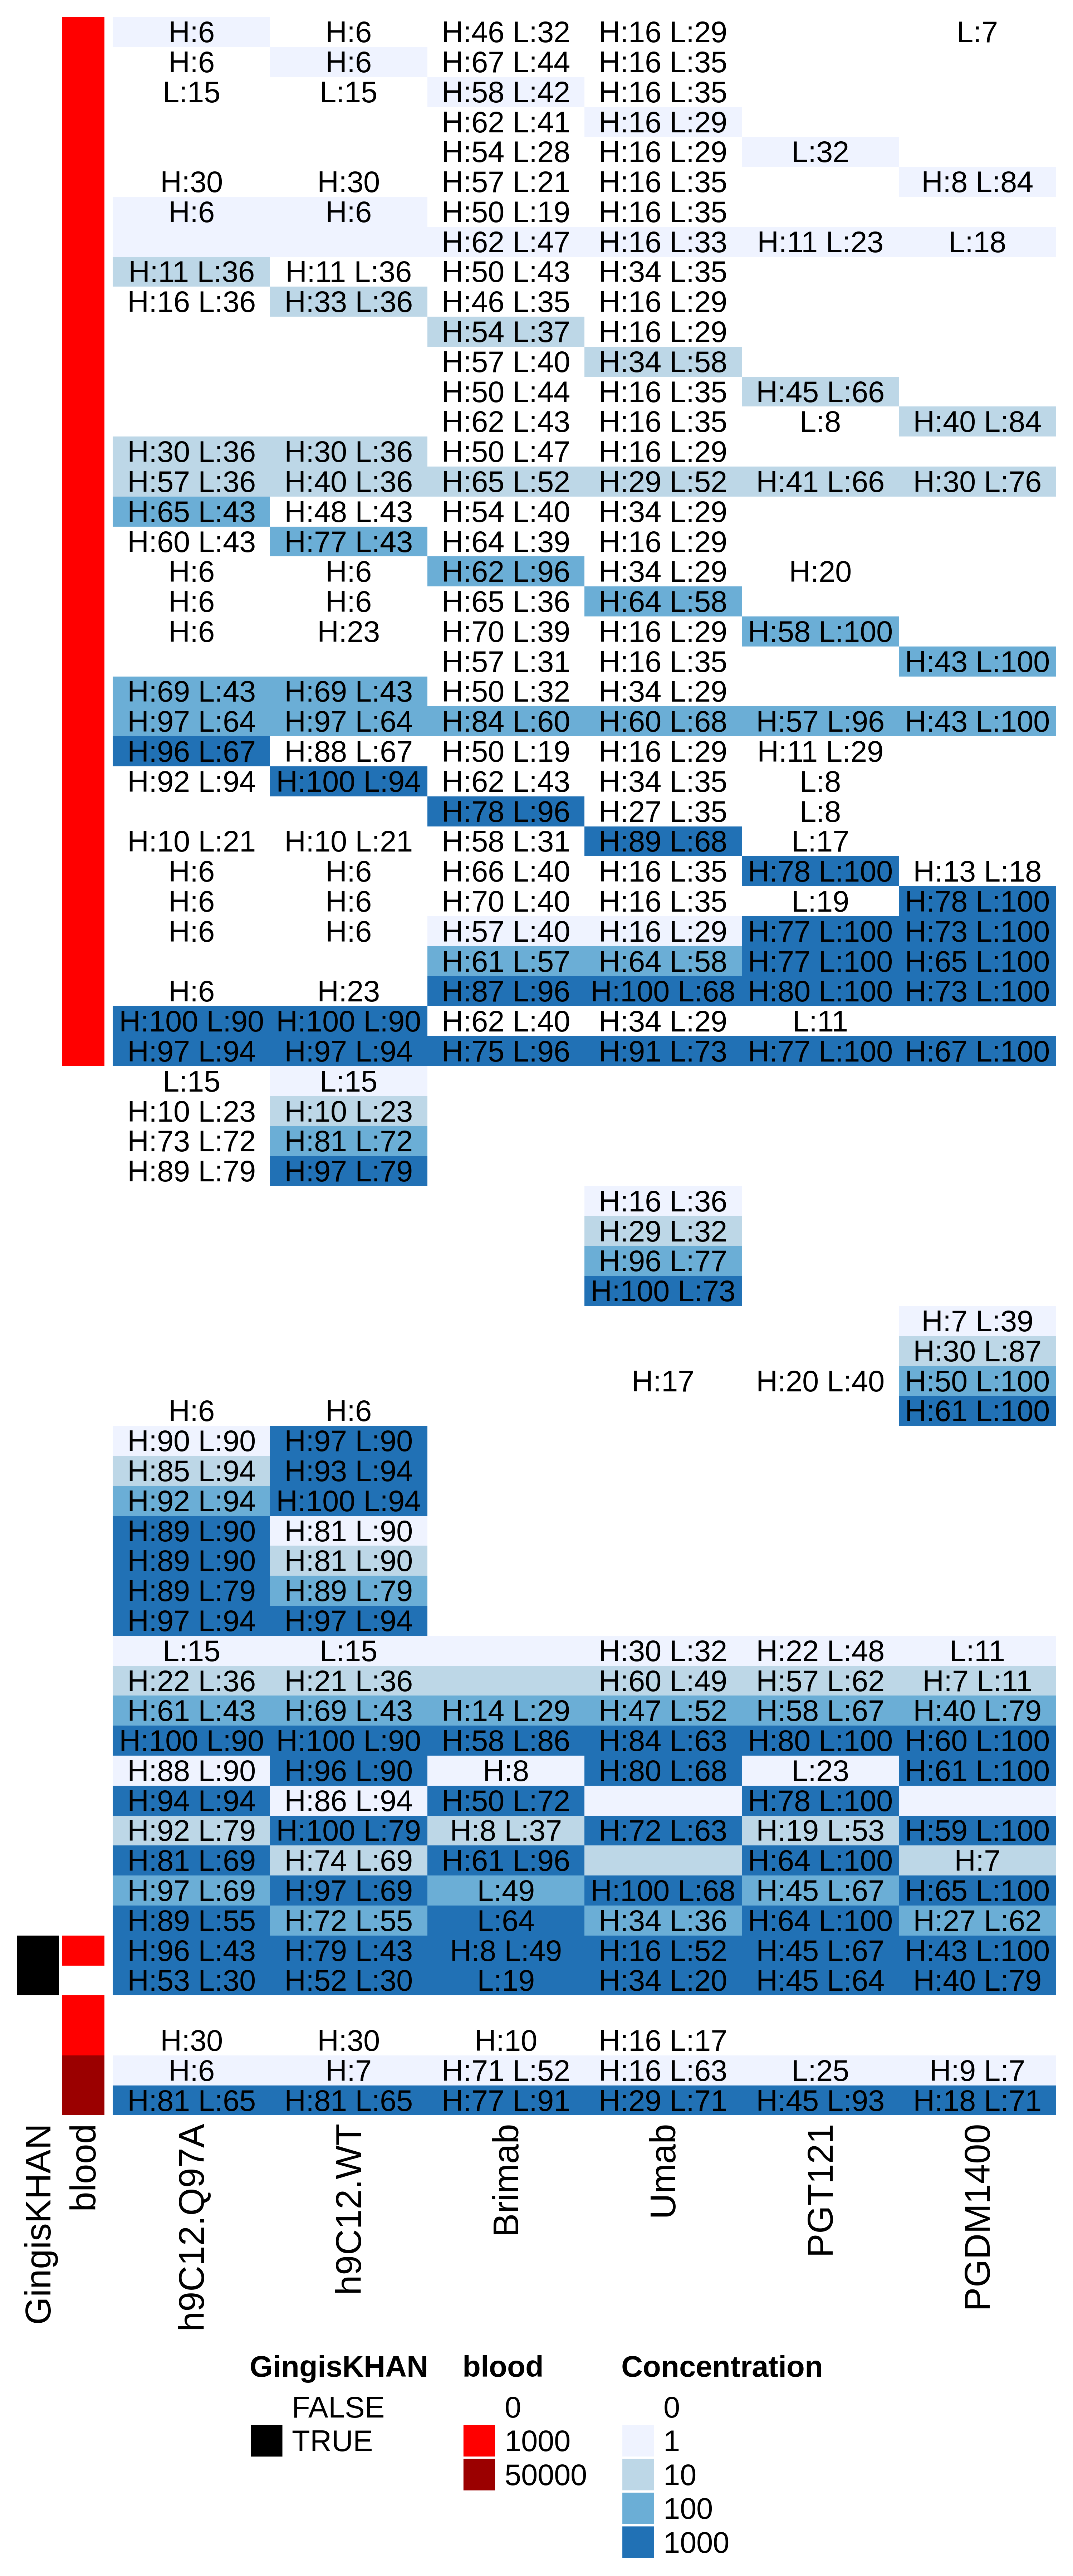 H:6 H:6 H:46 L:32 H:16 L:29 L:7
H:6 H:6 H:67 L:44 H:16 L:35
L:15 L:15 H:58 L:42 H:16 L:35
H:62 L:41 H:16 L:29
H:54 L:28 H:16 L:29 L:32
H:30 H:30 H:57 L:21 H:16 L:35 H:8 L:84
H:6 H:6 H:50 L:19 H:16 L:35
H:62 L:47 H:16 L:33 H:11 L:23 L:18
H:11 L:36 H:11 L:36 H:50 L:43 H:34 L:35
H:16 L:36 H:33 L:36 H:46 L:35 H:16 L:29
H:54 L:37 H:16 L:29
H:57 L:40 H:34 L:58
H:50 L:44 H:16 L:35 H:45 L:66
H:62 L:43 H:16 L:35 L:8 H:40 L:84
H:30 L:36 H:30 L:36 H:50 L:47 H:16 L:29
H:57 L:36 H:40 L:36 H:65 L:52 H:29 L:52 H:41 L:66 H:30 L:76
H:65 L:43 H:48 L:43 H:54 L:40 H:34 L:29
H:60 L:43 H:77 L:43 H:64 L:39 H:16 L:29
H:6 H:6 H:62 L:96 H:34 L:29 H:20
H:6 H:6 H:65 L:36 H:64 L:58
H:6 H:23 H:70 L:39 H:16 L:29 H:58 L:100
H:57 L:31 H:16 L:35 H:43 L:100
H:69 L:43 H:69 L:43 H:50 L:32 H:34 L:29
H:97 L:64 H:97 L:64 H:84 L:60 H:60 L:68 H:57 L:96 H:43 L:100
H:96 L:67 H:88 L:67 H:50 L:19 H:16 L:29 H:11 L:29
H:92 L:94 H:100 L:94 H:62 L:43 H:34 L:35 L:8
H:78 L:96 H:27 L:35 L:8
H:10 L:21 H:10 L:21 H:58 L:31 H:89 L:68 L:17
H:6 H:6 H:66 L:40 H:16 L:35 H:78 L:100 H:13 L:18
H:6 H:6 H:70 L:40 H:16 L:35 L:19 H:78 L:100
H:6 H:6 H:57 L:40 H:16 L:29 H:77 L:100 H:73 L:100
H:61 L:57 H:64 L:58 H:77 L:100 H:65 L:100
H:6 H:23 H:87 L:96 H:100 L:68 H:80 L:100 H:73 L:100
H:100 L:90 H:100 L:90 H:62 L:40 H:34 L:29 L:11
H:97 L:94 H:97 L:94 H:75 L:96 H:91 L:73 H:77 L:100 H:67 L:100
L:15 L:15
H:10 L:23 H:10 L:23
H:73 L:72 H:81 L:72
H:89 L:79 H:97 L:79
H:16 L:36
H:29 L:32
H:96 L:77
H:100 L:73
H:7 L:39
H:30 L:87
H:17 H:20 L:40 H:50 L:100
H:6 H:6 H:61 L:100
H:90 L:90 H:97 L:90
H:85 L:94 H:93 L:94
H:92 L:94 H:100 L:94
H:89 L:90 H:81 L:90
H:89 L:90 H:81 L:90
H:89 L:79 H:89 L:79
H:97 L:94 H:97 L:94
L:15 L:15 H:30 L:32 H:22 L:48 L:11
H:22 L:36 H:21 L:36 H:60 L:49 H:57 L:62 H:7 L:11
H:61 L:43 H:69 L:43 H:14 L:29 H:47 L:52 H:58 L:67 H:40 L:79
H:100 L:90 H:100 L:90 H:58 L:86 H:84 L:63 H:80 L:100 H:60 L:100
H:88 L:90 H:96 L:90 H:8 H:80 L:68 L:23 H:61 L:100
H:94 L:94 H:86 L:94 H:50 L:72 H:78 L:100
H:92 L:79 H:100 L:79 H:8 L:37 H:72 L:63 H:19 L:53 H:59 L:100
H:81 L:69 H:74 L:69 H:61 L:96 H:64 L:100 H:7
H:97 L:69 H:97 L:69 L:49 H:100 L:68 H:45 L:67 H:65 L:100
H:89 L:55 H:72 L:55 L:64 H:34 L:36 H:64 L:100 H:27 L:62
H:96 L:43 H:79 L:43 H:8 L:49 H:16 L:52 H:45 L:67 H:43 L:100
H:53 L:30 H:52 L:30 L:19 H:34 L:20 H:45 L:64 H:40 L:79
H:30 H:30 H:10 H:16 L:17
H:6 H:7 H:71 L:52 H:16 L:63 L:25 H:9 L:7
H:81 L:65 H:81 L:65 H:77 L:91 H:29 L:71 H:45 L:93 H:18 L:71
GingisKHAN
blood
h9C12.Q97A
h9C12.WT
Brimab
Umab
PGT121
PGDM1400
GingisKHAN
FALSE
TRUE
blood
0
1000
50000
Concentration
0
1
10
100
1000